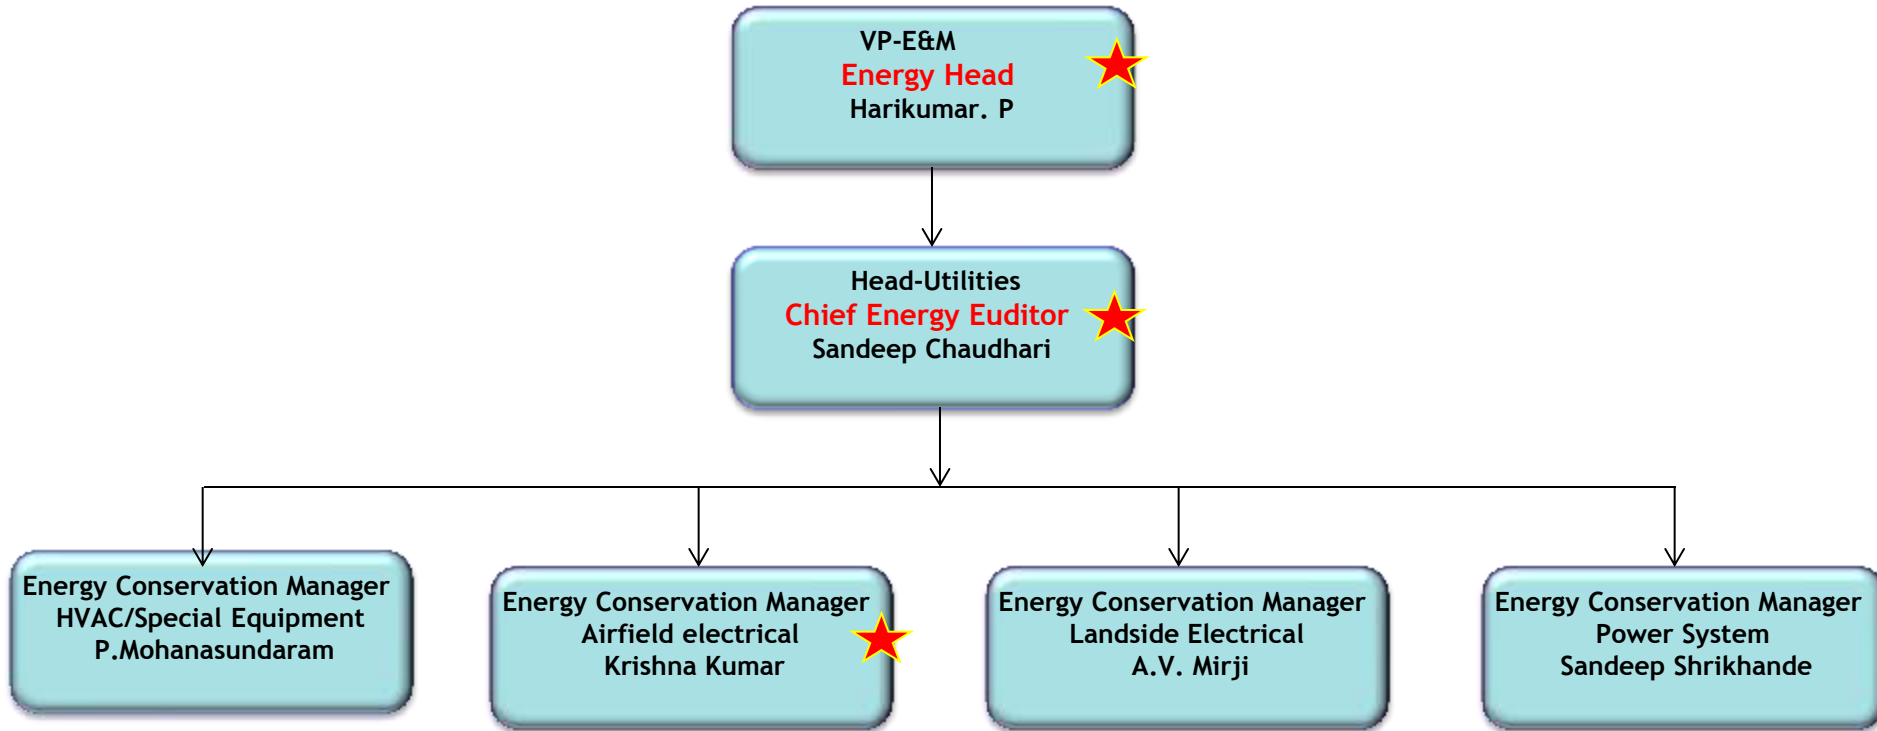 VP-E&M
Energy Head
Harikumar. P
Head-Utilities
Chief Energy Euditor
Sandeep Chaudhari
Energy Conservation Manager
HVAC/Special Equipment
P.Mohanasundaram
Energy Conservation Manager
Airfield electrical
Krishna Kumar
Energy Conservation Manager
Landside Electrical
A.V. Mirji
Energy Conservation Manager
Power System
Sandeep Shrikhande